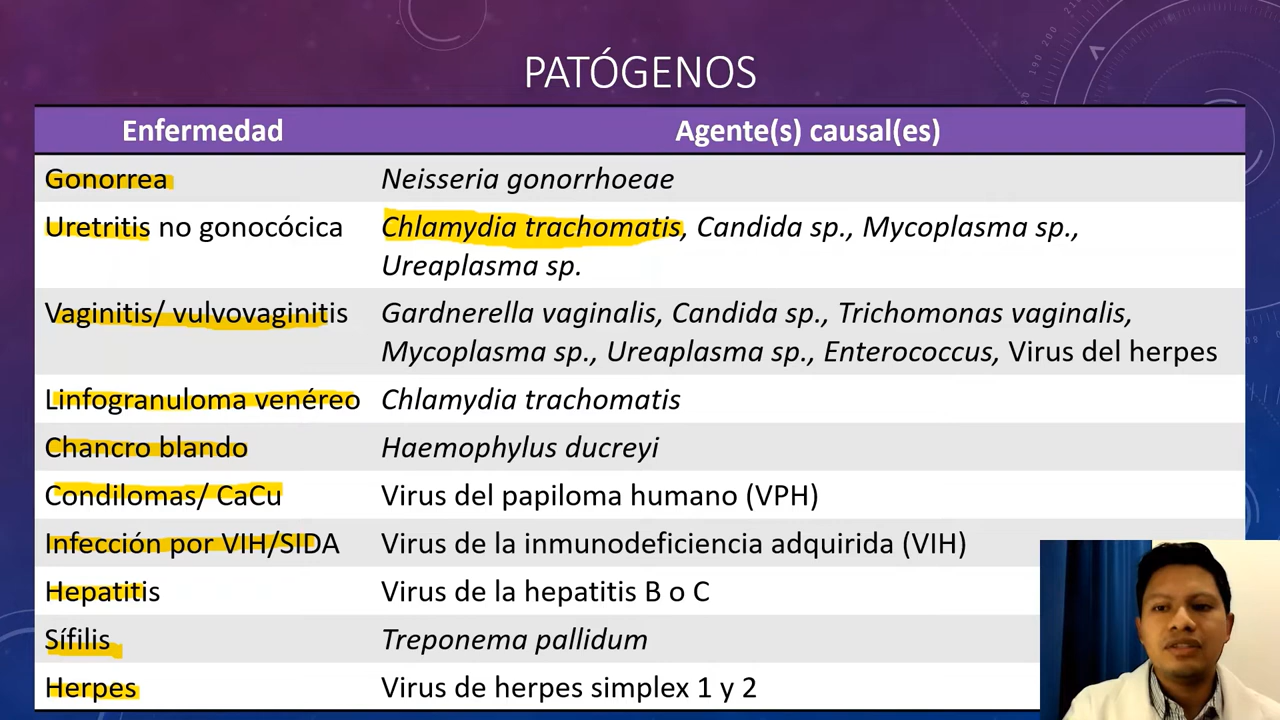 PATÓGENOS
Enfermedad Agente(s) causal(es)
Gonorrea Neisseria gonorrhoeae
Uretritis no gonocócica Chlamydia trachomatis, Candida sp., Mycoplasma sp.,
Ureaplasma sp.
Vaginitis/ vulvovaginitis Gardnerella vaginalis, Candida sp., Trichomonas vaginalis,
Mycoplasma sp., Ureaplasma sp., Enterococcus, Virus del herpes
Linfogranuloma venéreo Chlamydia trachomatis
Chancro blando Haemophylus ducreyi
Condilomas/ CaCu Virus del papiloma humano (VPH)
Infección por VIH/SIDA Virus de la inmunodeficiencia adquirida (VIH)
Hepatitis Virus de la hepatitis B o C
Sífilis Treponema pallidum
Herpes Virus de herpes simplex 1 y 2